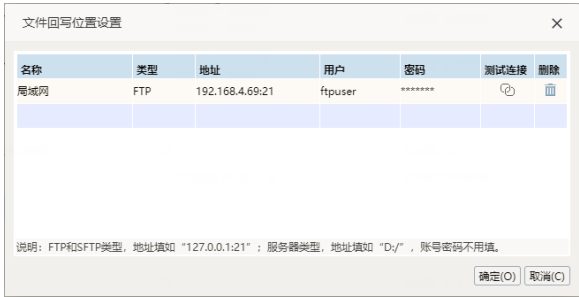 文件回写位置设置
名称 类型 地址 用户 密码 测试连接 删除
局域网 FTP 192.168.4.69:21 ftpuser *******
说明：FTP和SFTP类型，地址填如“127.0.0.1:21”；服务器类型，地址填如“D:/”，账号密码不用填。
确定(O) 取消(C)